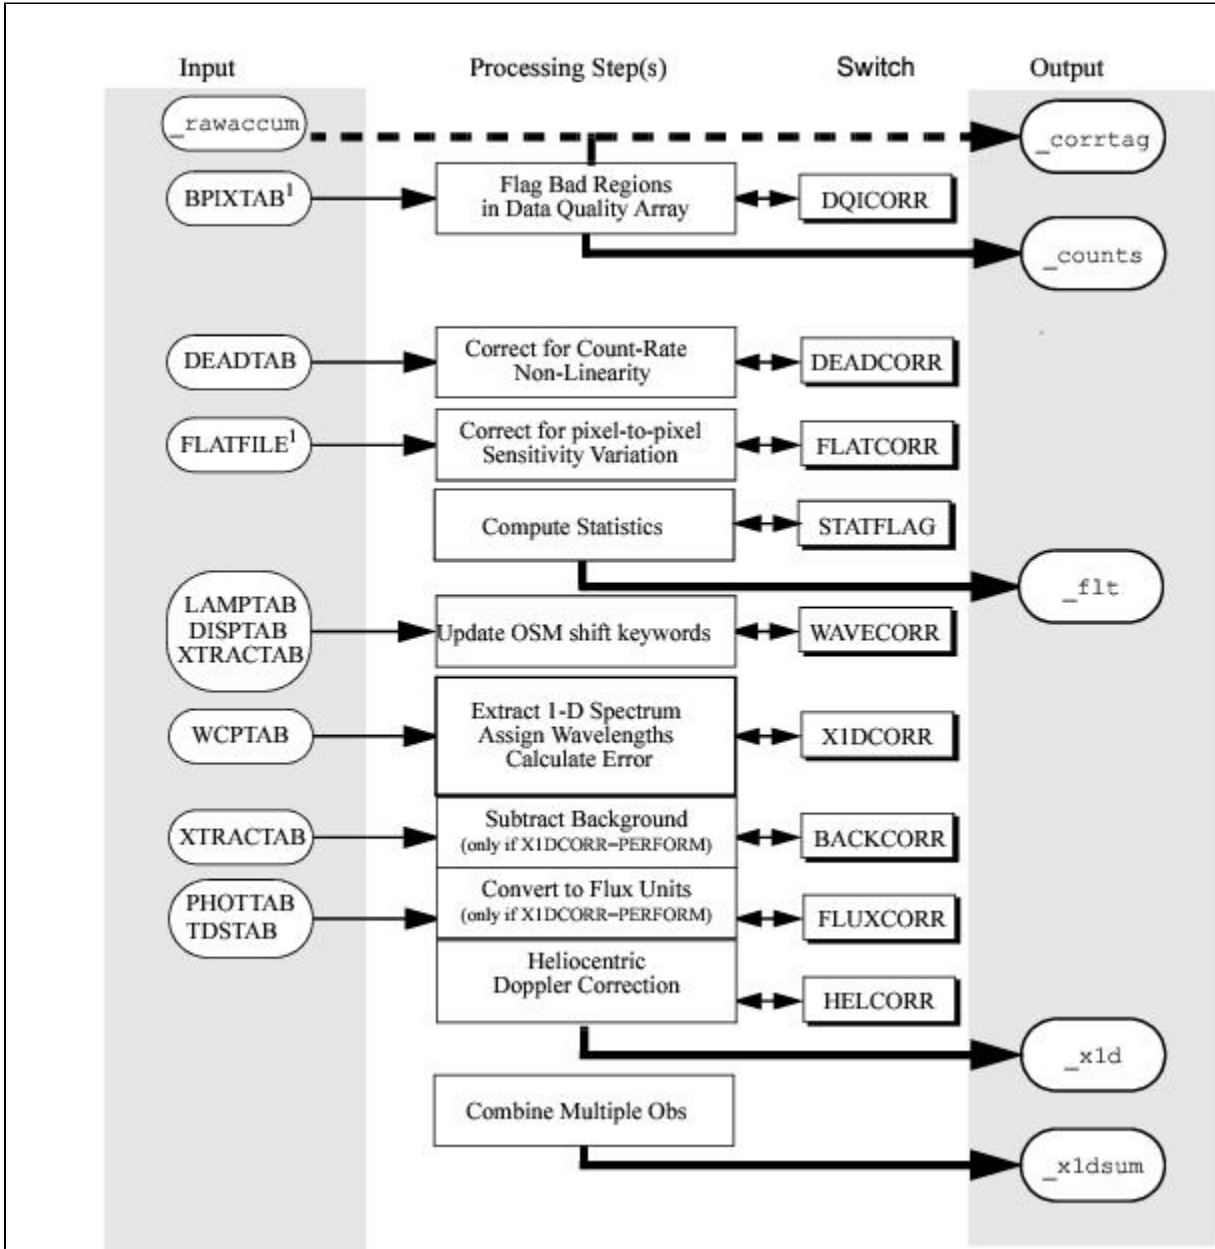 Input Processing Step(s) Switch Output
_rawaccum
_corrtag
BPIXTAB1
Flag Bad Regions
in Data Quality Array
DQICORR
_counts
DEADTAB
Correct for Count-Rate
Non-Linearity
DEADCORR
FLATFILE1
Correct for pixel-to-pixel
Sensitivity Variation
FLATCORR
Compute Statistics
STATFLAG
_flt
LAMPTAB
DISPTAB
XTRACTAB
Update OSM shift keywords
WAVECORR
WCPTAB
Extract 1-D Spectrum
Assign Wavelengths
Calculate Error
X1DCORR
XTRACTAB
Subtract Background
(only if X1DCORR=PERFORM)
BACKCORR
PHOTTAB
TDSTAB
Convert to Flux Units
(only if X1DCORR=PERFORM)
FLUXCORR
Heliocentric
Doppler Correction
HELCORR
_x1d
Combine Multiple Obs
_x1dsum